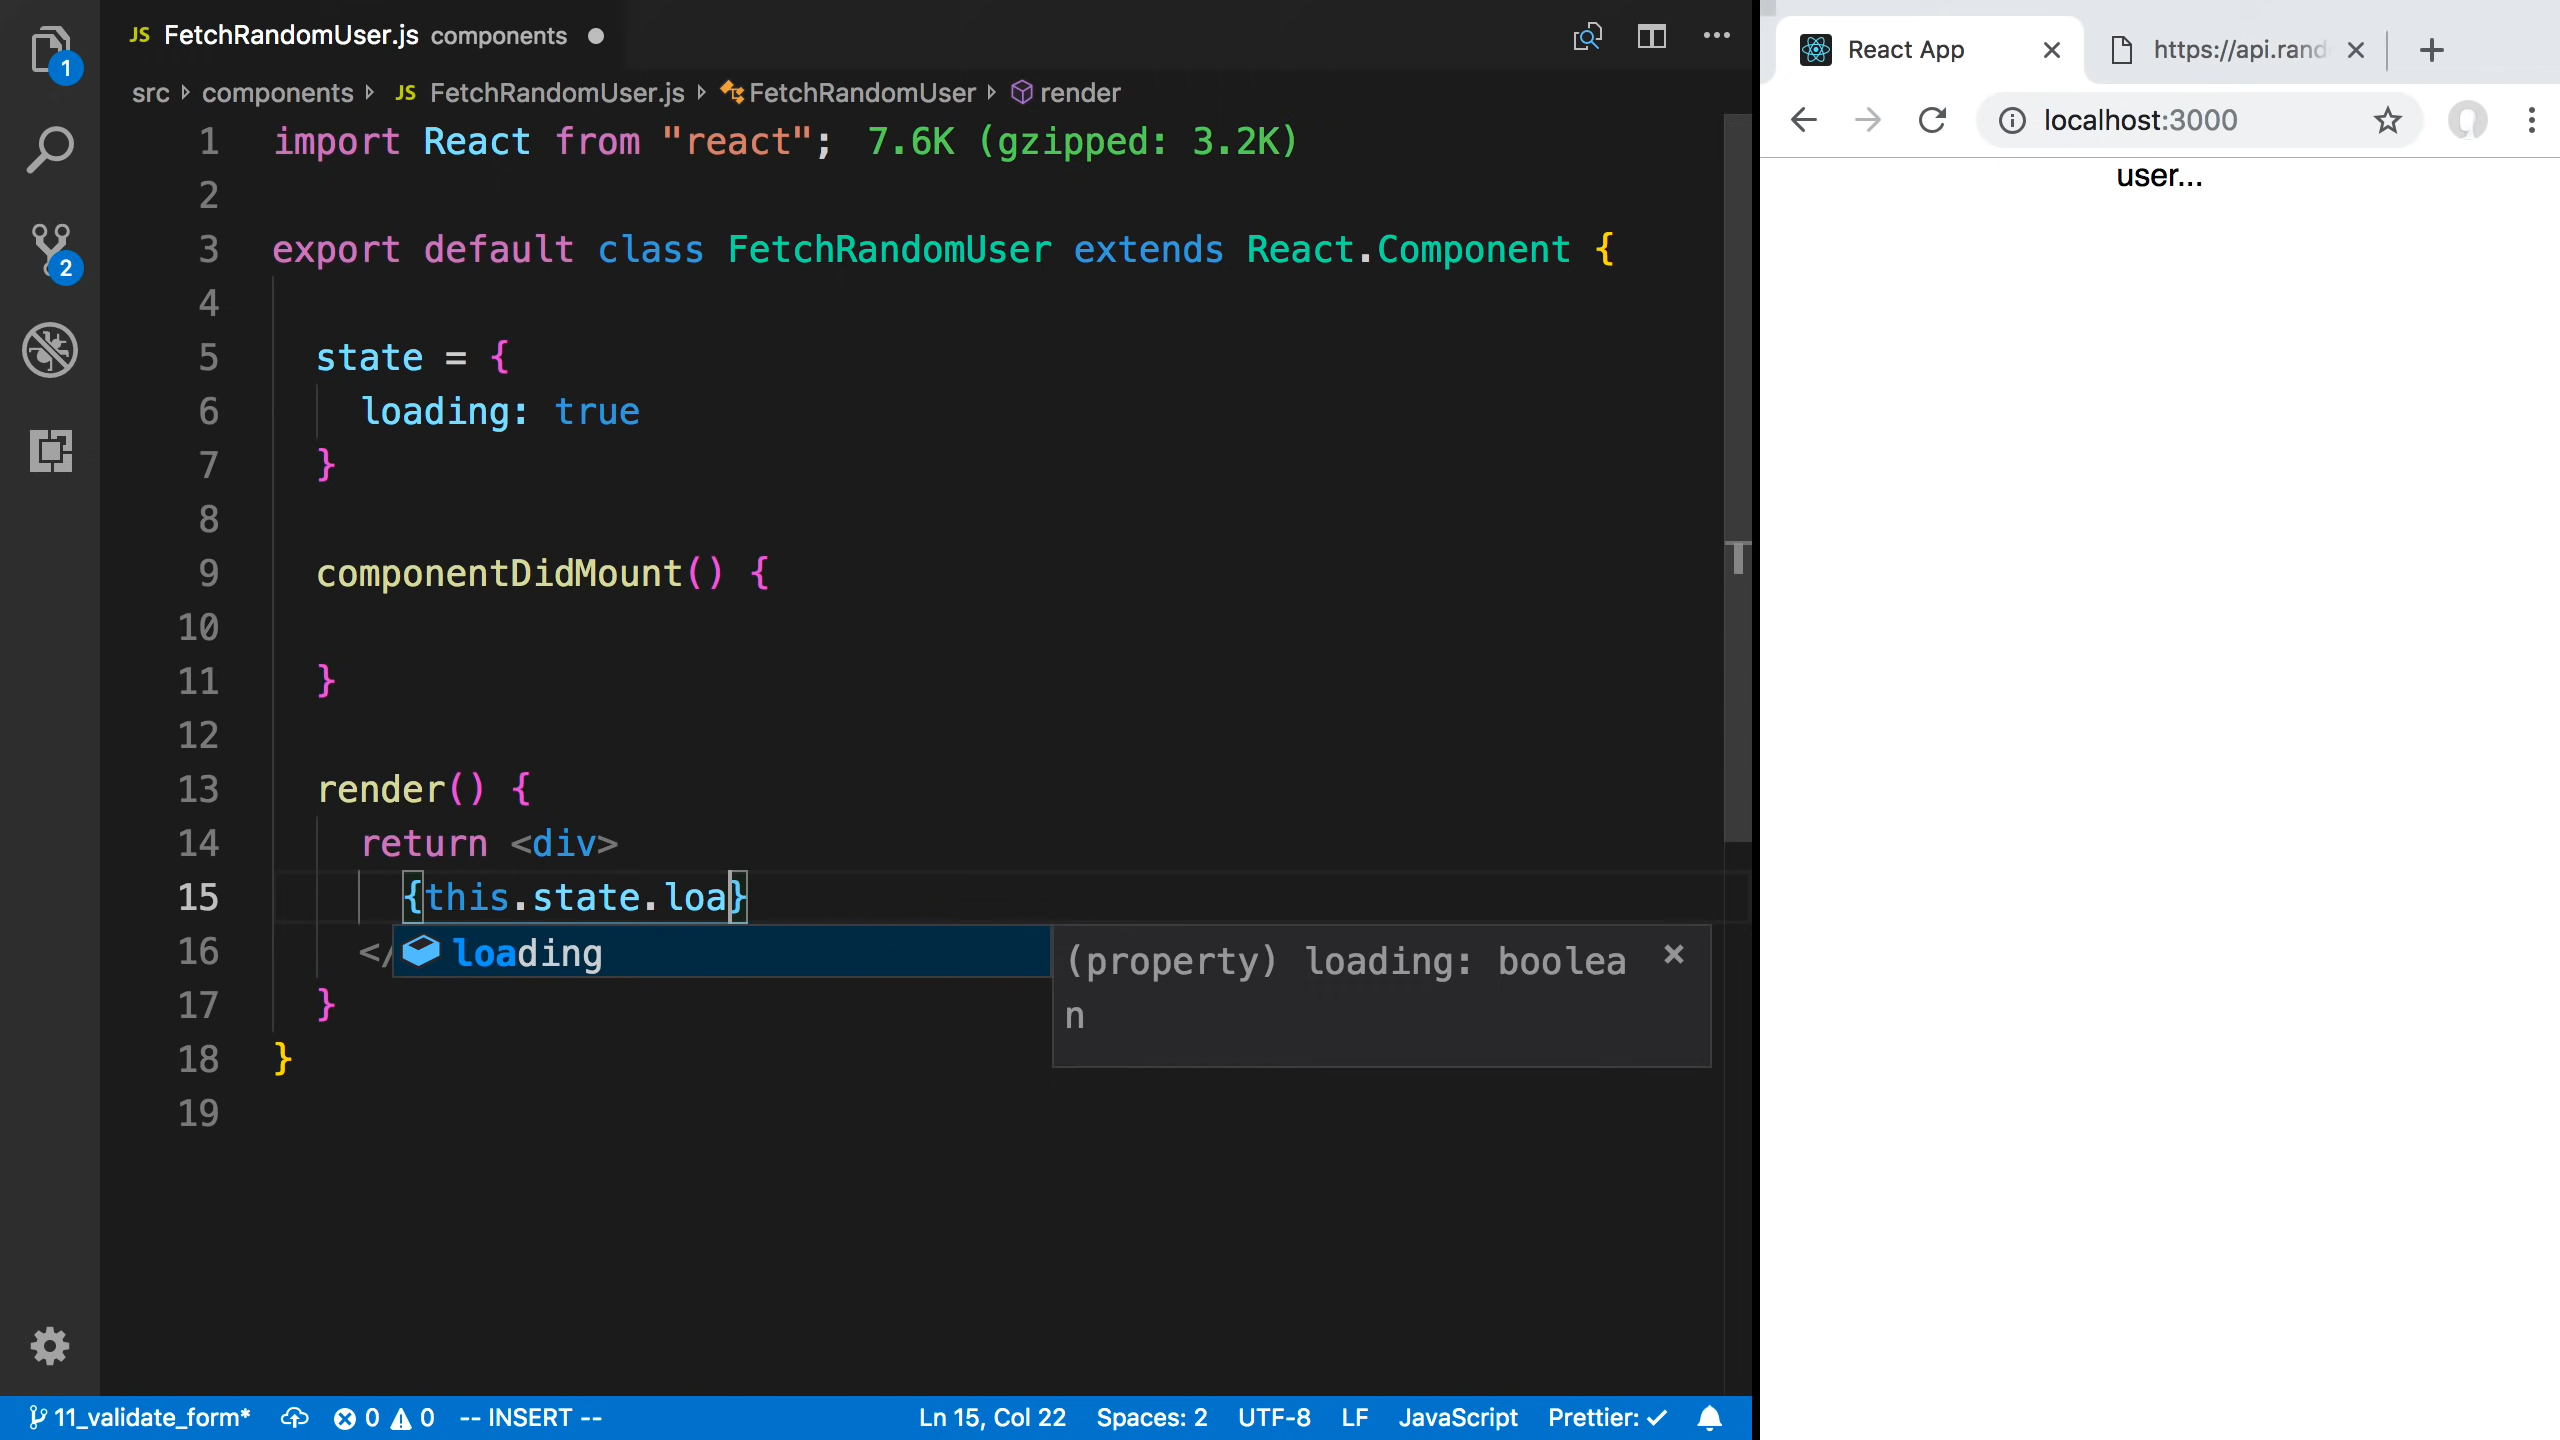 JS FetchRandomUser.js components
1
2
src components JS FetchRandomUser.js FetchRandomUser render
1 import React from "react"; 7.6K (gzipped: 3.2K)
2
3 export default class FetchRandomUser extends React.Component {
4
5 state = {
6 loading: true
7 }
8
9 componentDidMount() {
10
11 }
12
13 render() {
14 return <div>
15 {this.state.loa}
16 </
loading
(property) loading: boolea
n
17 }
18 }
19
11_validate_form* 0 0 -- INSERT -- Ln 15, Col 22 Spaces: 2 UTF-8 LF JavaScript Prettier: ✓
React App https://api.rand
localhost:3000
user...